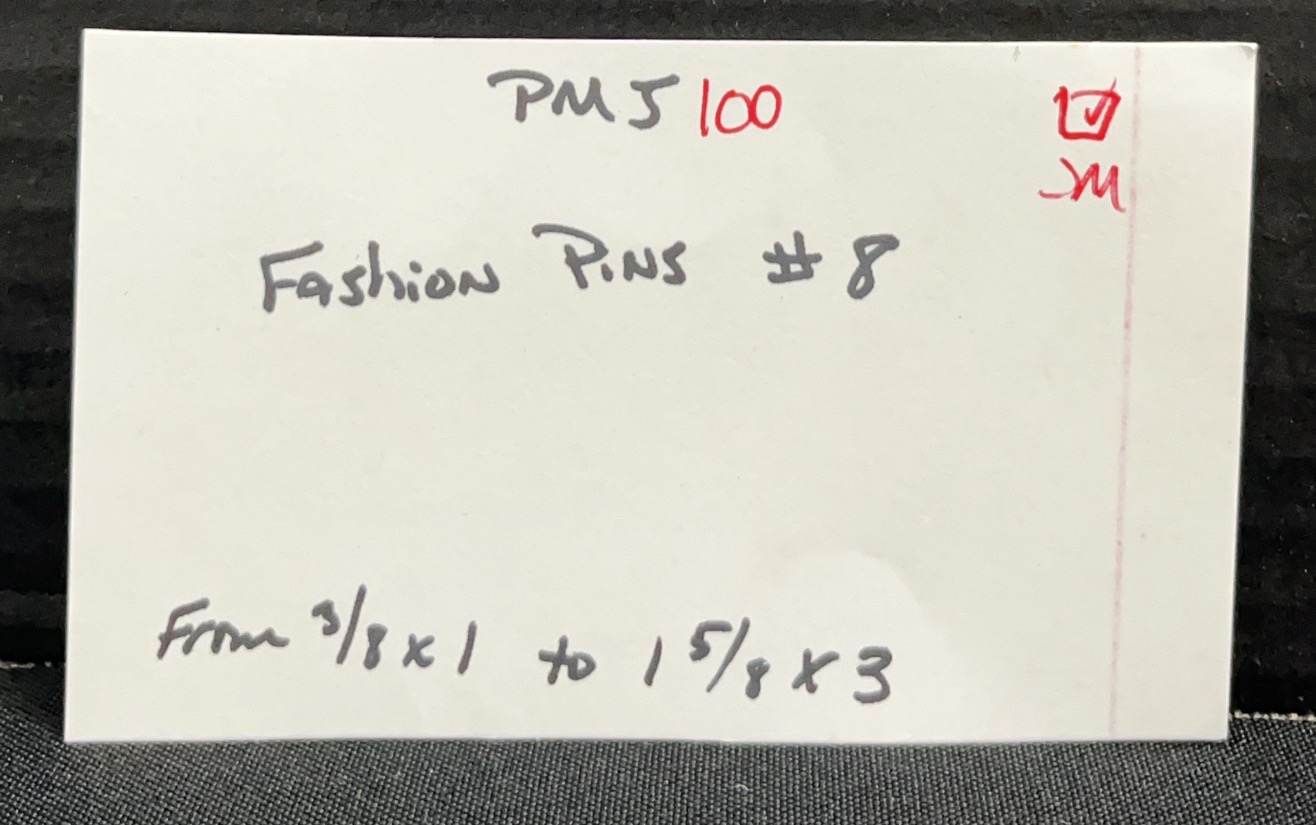 PMJ 100
☑
JM
Fashion Pins # 8
From 3/8 x 1 to 1 5/8 x 3